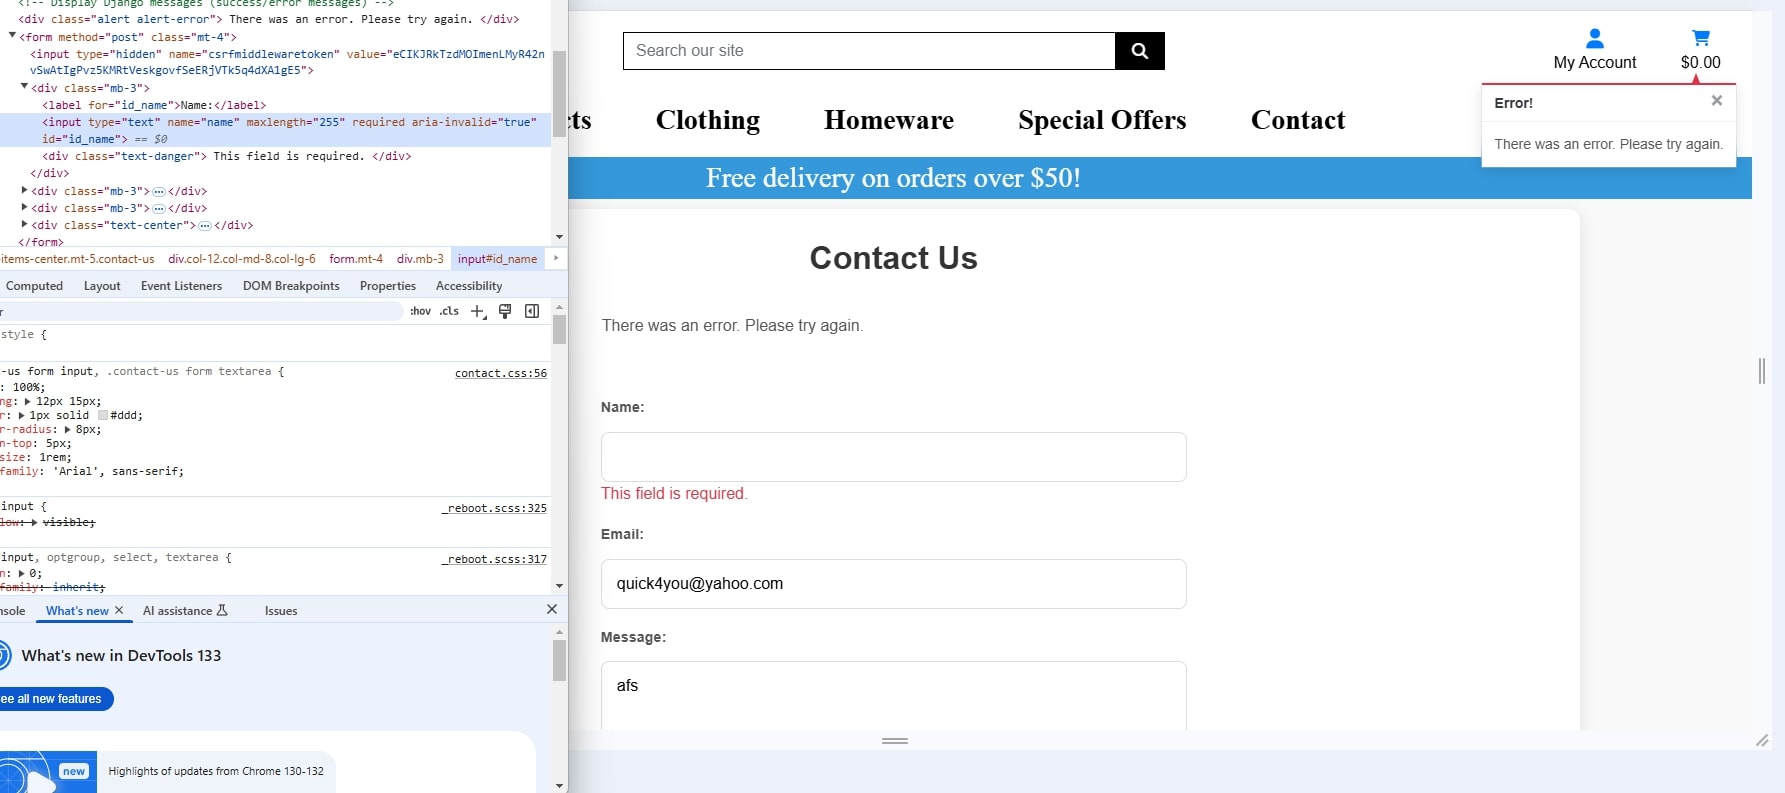 <!-- Display Django messages (success/error messages) -->
<div class="alert alert-error"> There was an error. Please try again. </div>
<form method="post" class="mt-4">
<input type="hidden" name="csrfmiddlewaretoken" value="eCIKJRkTzdMOImenLMyR42n
vSwAtIgPvz5KMRtVeskgovfSeERjVTk5q4dXA1gE5">
<div class="mb-3">
<label for="id_name">Name:</label>
<input type="text" name="name" maxlength="255" required aria-invalid="true"
id="id_name"> == $0
<div class="text-danger"> This field is required. </div>
</div>
<div class="mb-3">…</div>
<div class="mb-3">…</div>
<div class="text-center">…</div>
</form>
items-center.mt-5.contact-us div.col-12.col-md-8.col-lg-6 form.mt-4 div.mb-3 input#id_name
Computed Layout Event Listeners DOM Breakpoints Properties Accessibility
r :hov .cls
style {
-us form input, .contact-us form textarea { contact.css:56
: 100%;
ng: 12px 15px;
r: 1px solid #ddd;
r-radius: 8px;
n-top: 5px;
size: 1rem;
family: 'Arial', sans-serif;
input { _reboot.scss:325
low: visible;
input, optgroup, select, textarea { _reboot.scss:317
n: 0;
family: inherit;
nsole What's new AI assistance Issues
What's new in DevTools 133
ee all new features
new
Highlights of updates from Chrome 130-132
Search our site
My Account
$0.00
Error!
There was an error. Please try again.
cts Clothing Homeware Special Offers Contact
Free delivery on orders over $50!
Contact Us
There was an error. Please try again.
Name:
This field is required.
Email:
quick4you@yahoo.com
Message:
afs